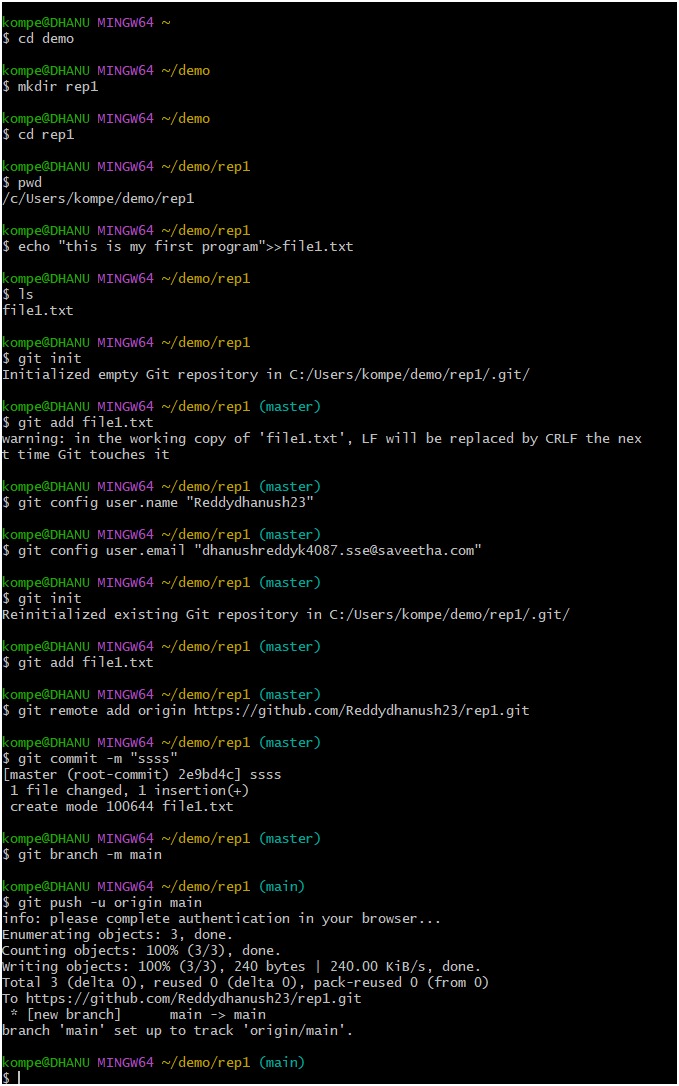 kompe@DHANU MINGW64 ~
$ cd demo
kompe@DHANU MINGW64 ~/demo
$ mkdir rep1
kompe@DHANU MINGW64 ~/demo
$ cd rep1
kompe@DHANU MINGW64 ~/demo/rep1
$ pwd
/c/Users/kompe/demo/rep1
kompe@DHANU MINGW64 ~/demo/rep1
$ echo "this is my first program">>file1.txt
kompe@DHANU MINGW64 ~/demo/rep1
$ ls
file1.txt
kompe@DHANU MINGW64 ~/demo/rep1
$ git init
Initialized empty Git repository in C:/Users/kompe/demo/rep1/.git/
kompe@DHANU MINGW64 ~/demo/rep1 (master)
$ git add file1.txt
warning: in the working copy of 'file1.txt', LF will be replaced by CRLF the nex
t time Git touches it
kompe@DHANU MINGW64 ~/demo/rep1 (master)
$ git config user.name "Reddydhanush23"
kompe@DHANU MINGW64 ~/demo/rep1 (master)
$ git config user.email "dhanushreddyk4087.sse@saveetha.com"
kompe@DHANU MINGW64 ~/demo/rep1 (master)
$ git init
Reinitialized existing Git repository in C:/Users/kompe/demo/rep1/.git/
kompe@DHANU MINGW64 ~/demo/rep1 (master)
$ git add file1.txt
kompe@DHANU MINGW64 ~/demo/rep1 (master)
$ git remote add origin https://github.com/Reddydhanush23/rep1.git
kompe@DHANU MINGW64 ~/demo/rep1 (master)
$ git commit -m "ssss"
[master (root-commit) 2e9bd4c] ssss
 1 file changed, 1 insertion(+)
 create mode 100644 file1.txt
kompe@DHANU MINGW64 ~/demo/rep1 (master)
$ git branch -m main
kompe@DHANU MINGW64 ~/demo/rep1 (main)
$ git push -u origin main
info: please complete authentication in your browser...
Enumerating objects: 3, done.
Counting objects: 100% (3/3), done.
Writing objects: 100% (3/3), 240 bytes | 240.00 KiB/s, done.
Total 3 (delta 0), reused 0 (delta 0), pack-reused 0 (from 0)
To https://github.com/Reddydhanush23/rep1.git
 * [new branch]      main -> main
branch 'main' set up to track 'origin/main'.
kompe@DHANU MINGW64 ~/demo/rep1 (main)
$